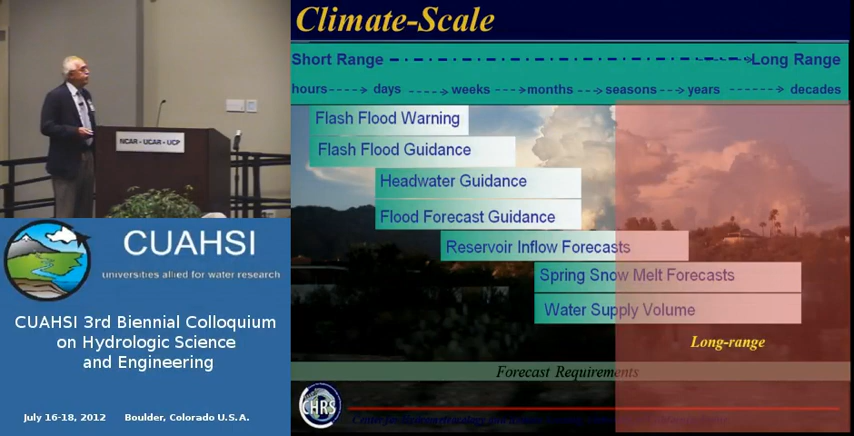 Climate-Scale
Short Range
Long Range
hours
days
weeks
months
seasons
years
decades
Flash Flood Warning
Flash Flood Guidance
Headwater Guidance
Flood Forecast Guidance
Reservoir Inflow Forecasts
Spring Snow Melt Forecasts
Water Supply Volume
Long-range
Forecast Requirements
CHRS
NCAR - UCAR - UCP
CUAHSI
universities allied for water research
CUAHSI 3rd Biennial Colloquium
on Hydrologic Science
and Engineering
July 16-18, 2012 Boulder, Colorado U.S.A.